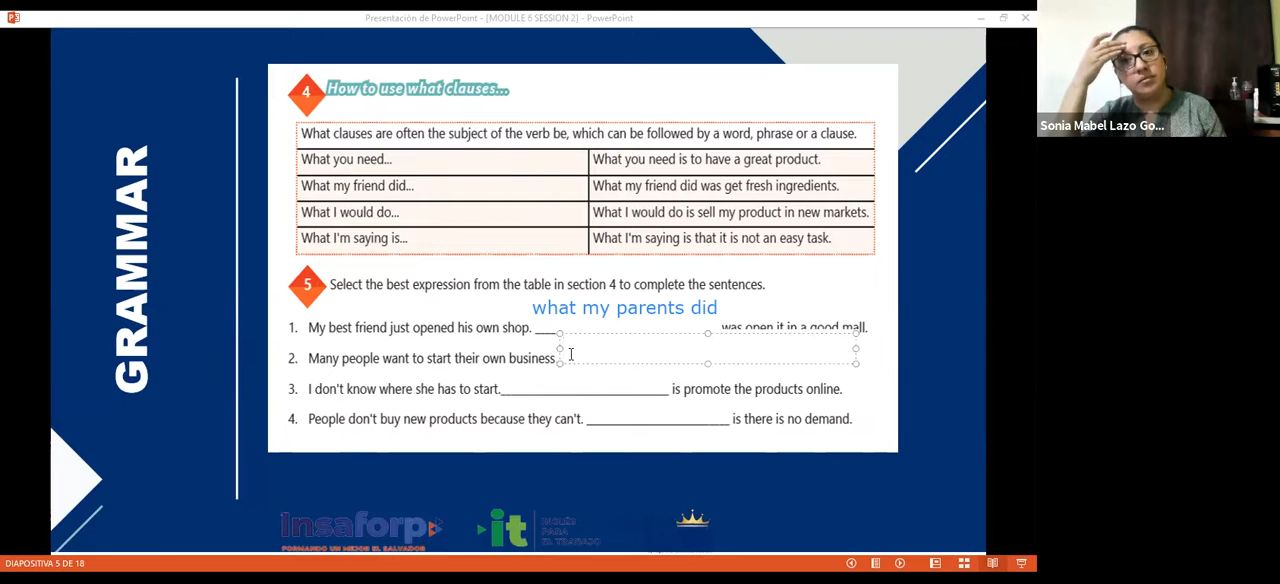 Presentación de PowerPoint - [MODULE 6 SESSION 2] - PowerPoint
GRAMMAR
4 How to use what clauses...
What clauses are often the subject of the verb be, which can be followed by a word, phrase or a clause.
What you need... What you need is to have a great product.
What my friend did... What my friend did was get fresh ingredients.
What I would do... What I would do is sell my product in new markets.
What I'm saying is... What I'm saying is that it is not an easy task.
5 Select the best expression from the table in section 4 to complete the sentences.
what my parents did
1. My best friend just opened his own shop. ___ was open it in a good mall.
2. Many people want to start their own business
3. I don't know where she has to start.________________________ is promote the products online.
4. People don't buy new products because they can't. ____________________ is there is no demand.
insaforp
FORMANDO UN MEJOR EL SALVADOR
it
INGLÉS
PARA
EL TRABAJO
Sonia Mabel Lazo Go...
DIAPOSITIVA 5 DE 18